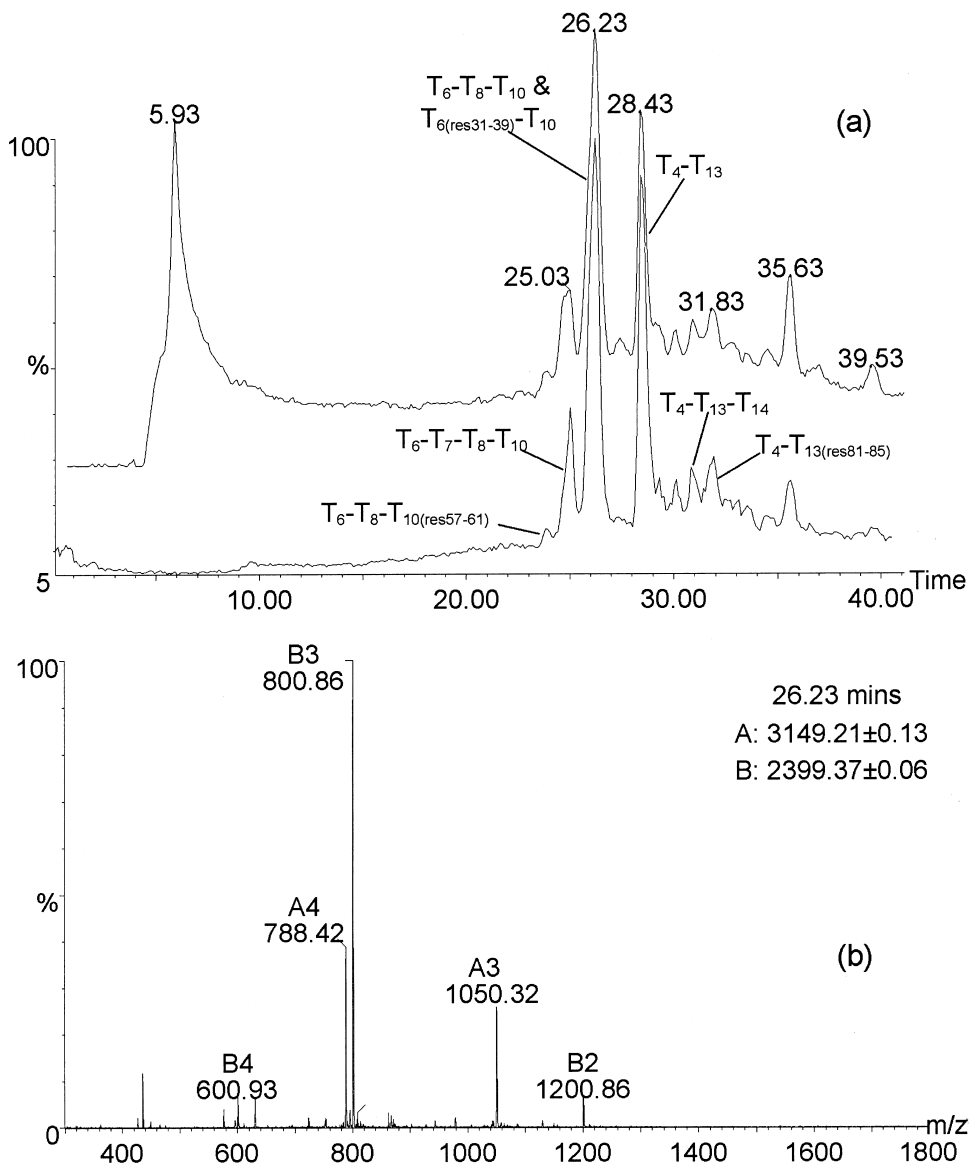 26.23
T6-T8-T10 &
T6(res31-39)-T10
5.93
28.43
(a)
100
T4-T13
25.03
31.83
35.63
%
39.53
T4-T13-T14
T6-T7-T8-T10
T4-T13(res81-85)
T6-T8-T10(res57-61)
5
Time
10.00
20.00
30.00
40.00
B3
100
800.86
26.23 mins
A: 3149.21±0.13
B: 2399.37±0.06
%
A4
788.42
A3
1050.32
(b)
B4
600.93
B2
1200.86
0
m/z
400
600
800
1000
1200
1400
1600
1800